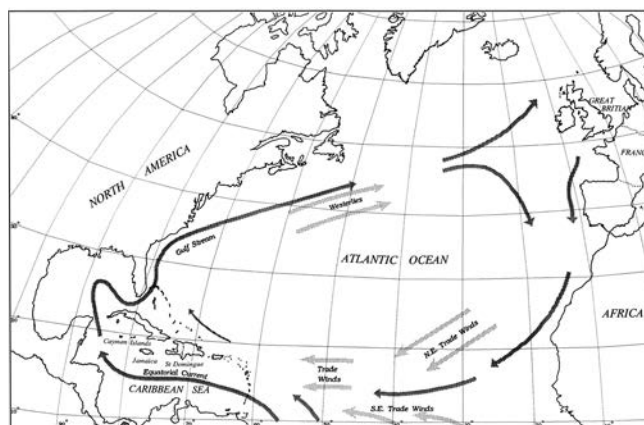 GREAT
BRITIAN
FRANC
NORTH AMERICA
Westerlies
Gulf Stream
ATLANTIC OCEAN
AFRICA
N.E. Trade Winds
Cayman Islands
Jamaica
St Domingue
Trade
Winds
Equatorial Current
CARIBBEAN SEA
S.E. Trade Winds